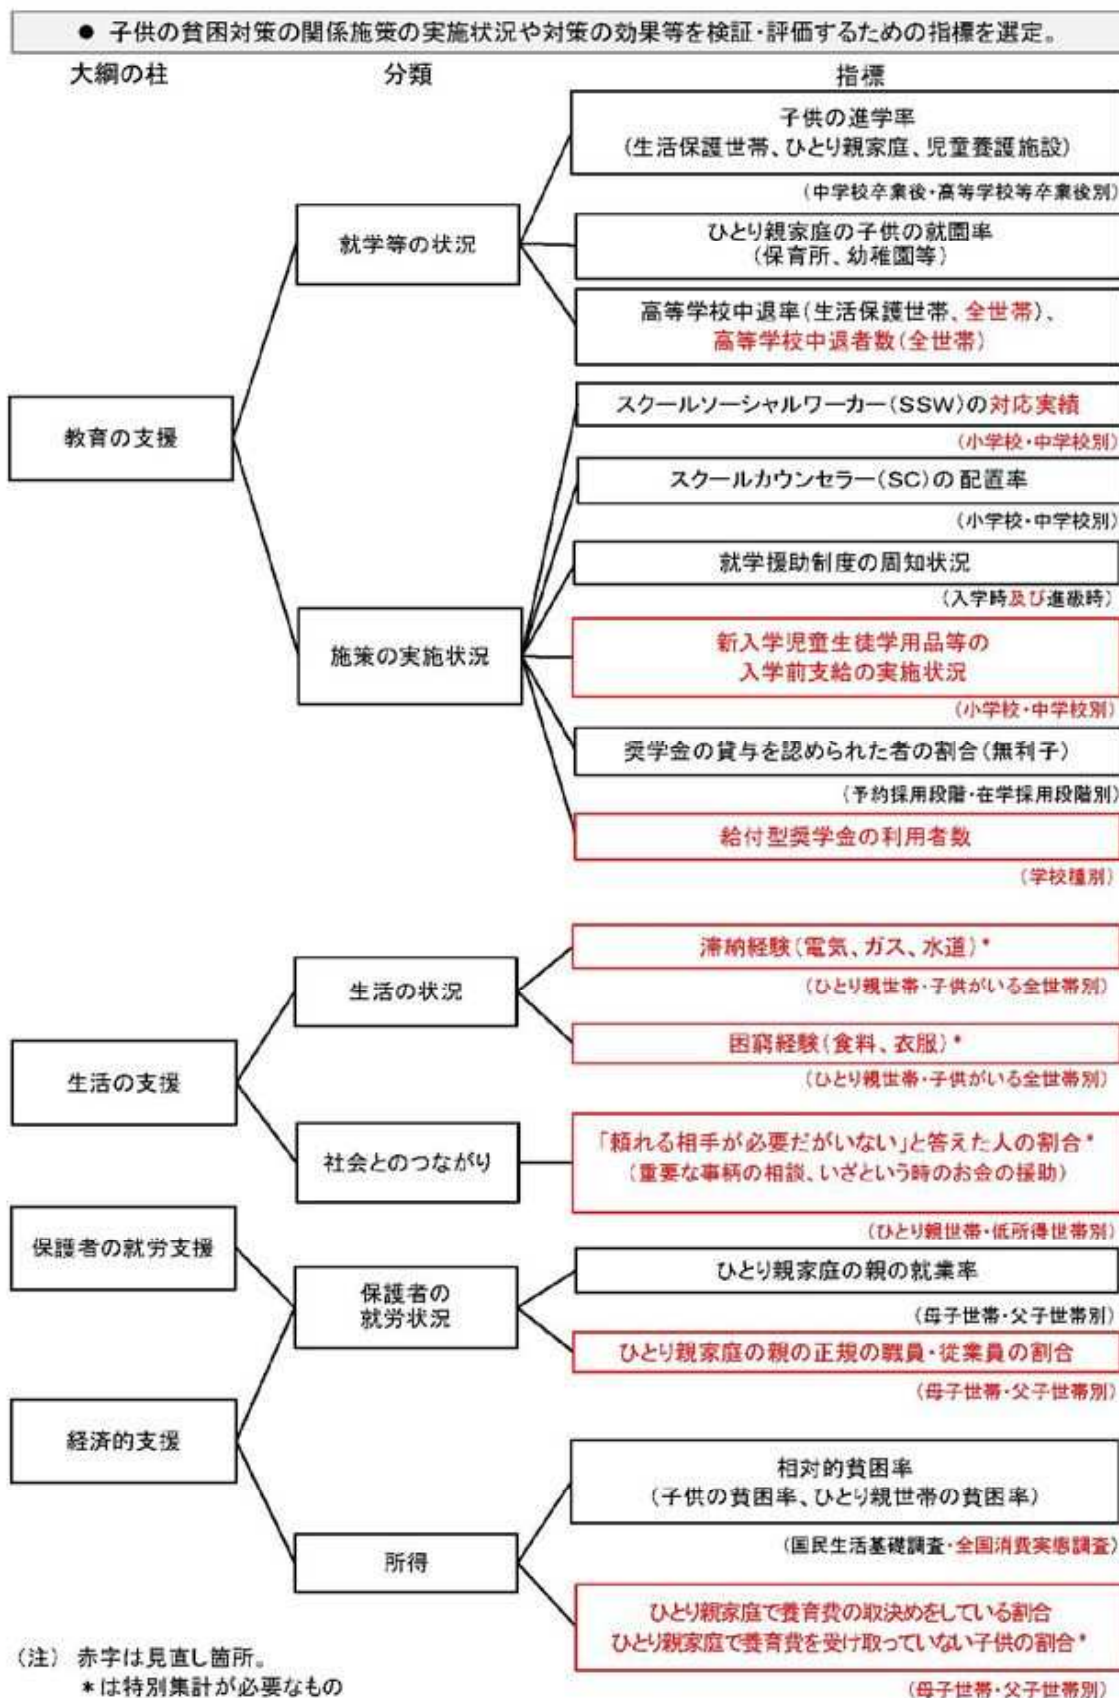 ● 子供の貧困対策の関係施策の実施状況や対策の効果等を検証・評価するための指標を選定。
大綱の柱
分類
指標
教育の支援
就学等の状況
子供の進学率
(生活保護世帯、ひとり親家庭、児童養護施設)
(中学校卒業後・高等学校等卒業後別)
ひとり親家庭の子供の就園率
(保育所、幼稚園等)
高等学校中退率(生活保護世帯、全世帯)、
高等学校中退者数(全世帯)
施策の実施状況
スクールソーシャルワーカー(SSW)の対応実績
(小学校・中学校別)
スクールカウンセラー(SC)の配置率
(小学校・中学校別)
就学援助制度の周知状況
(入学時及び進級時)
新入学児童生徒学用品等の
入学前支給の実施状況
(小学校・中学校別)
奨学金の貸与を認められた者の割合(無利子)
(予約採用段階・在学採用段階別)
給付型奨学金の利用者数
(学校種別)
生活の支援
生活の状況
滞納経験(電気、ガス、水道)*
(ひとり親世帯・子供がいる全世帯別)
困窮経験(食料、衣服)*
(ひとり親世帯・子供がいる全世帯別)
社会とのつながり
「頼れる相手が必要だがいない」と答えた人の割合*
(重要な事柄の相談、いざという時のお金の援助)
(ひとり親世帯・低所得世帯別)
保護者の就労支援
保護者の
就労状況
ひとり親家庭の親の就業率
(母子世帯・父子世帯別)
ひとり親家庭の親の正規の職員・従業員の割合
(母子世帯・父子世帯別)
経済的支援
所得
相対的貧困率
(子供の貧困率、ひとり親世帯の貧困率)
(国民生活基礎調査・全国消費実態調査)
ひとり親家庭で養育費の取決めをしている割合
ひとり親家庭で養育費を受け取っていない子供の割合*
(母子世帯・父子世帯別)
(注) 赤字は見直し箇所。
*は特別集計が必要なもの